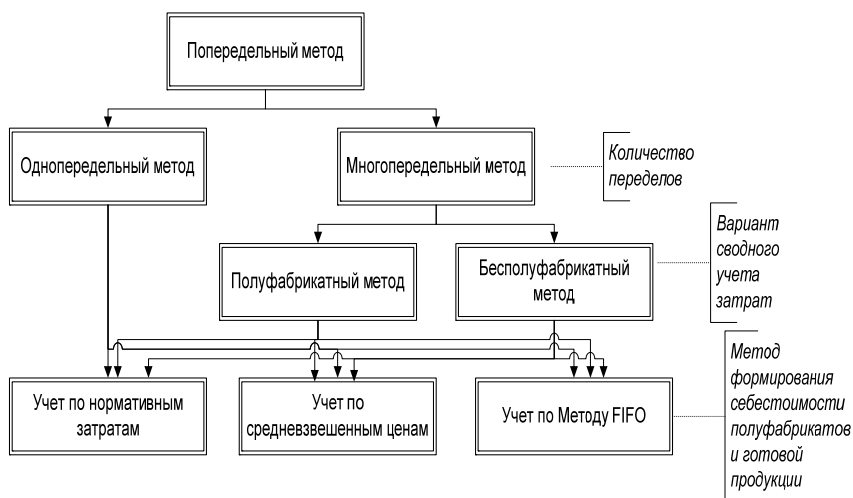 Попередельный метод
Однопередельный метод
Многопередельный метод
Количество
переделов
Полуфабрикатный метод
Бесполуфабрикатный
метод
Вариант
сводного
учета
затрат
Учет по нормативным
затратам
Учет по
средневзвешенным ценам
Учет по Методу FIFO
Метод
формирования
себестоимости
полуфабрикатов
и готовой
продукции